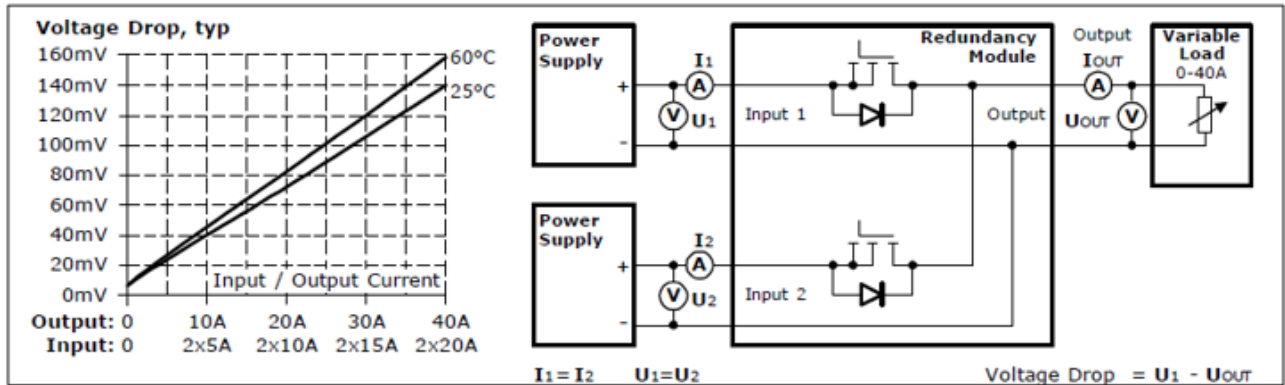 Voltage Drop, typ
160mV
140mV
120mV
100mV
80mV
60mV
40mV
20mV
0mV
60°C
25°C
Input / Output Current
Output: 0 10A 20A 30A 40A
Input: 0 2x5A 2x10A 2x15A 2x20A
Power
Supply
+
-
I1
A
V
U1
Input 1
Redundancy
Module
Output
Output
IOUT
A
UOUT
V
Variable
Load
0-40A
Power
Supply
+
-
I2
A
V
U2
Input 2
I1=I2 U1=U2
Voltage Drop = U1 - UOUT